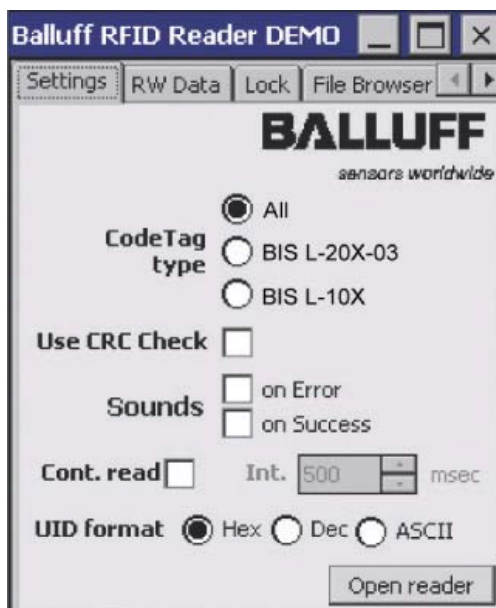 Balluff RFID Reader DEMO
Settings RW Data Lock File Browser
BALLUFF
sensors worldwide
All
CodeTag type
BIS L-20X-03
BIS L-10X
Use CRC Check
on Error
Sounds
on Success
Cont. read Int. 500 msec
UID format Hex Dec ASCII
Open reader